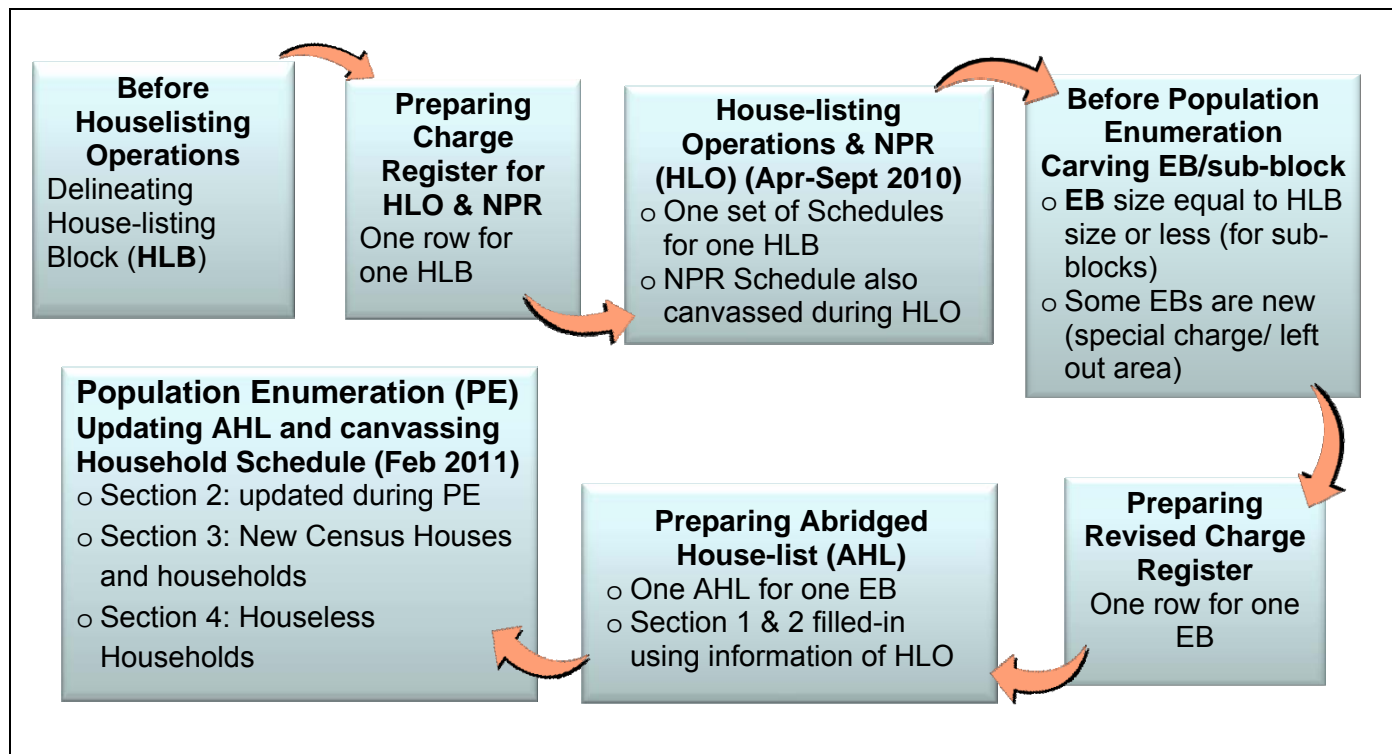 Before
Houselisting
Operations
Delineating
House-listing
Block (HLB)
Preparing
Charge
Register for
HLO & NPR
One row for
one HLB
House-listing
Operations & NPR
(HLO) (Apr-Sept 2010)
o One set of Schedules
for one HLB
o NPR Schedule also
canvassed during HLO
Before Population
Enumeration
Carving EB/sub-block
o EB size equal to HLB
size or less (for sub-
blocks)
o Some EBs are new
(special charge/ left
out area)
Preparing
Revised Charge
Register
One row for one
EB
Preparing Abridged
House-list (AHL)
o One AHL for one EB
o Section 1 & 2 filled-in
using information of HLO
Population Enumeration (PE)
Updating AHL and canvassing
Household Schedule (Feb 2011)
o Section 2: updated during PE
o Section 3: New Census Houses
and households
o Section 4: Houseless
Households